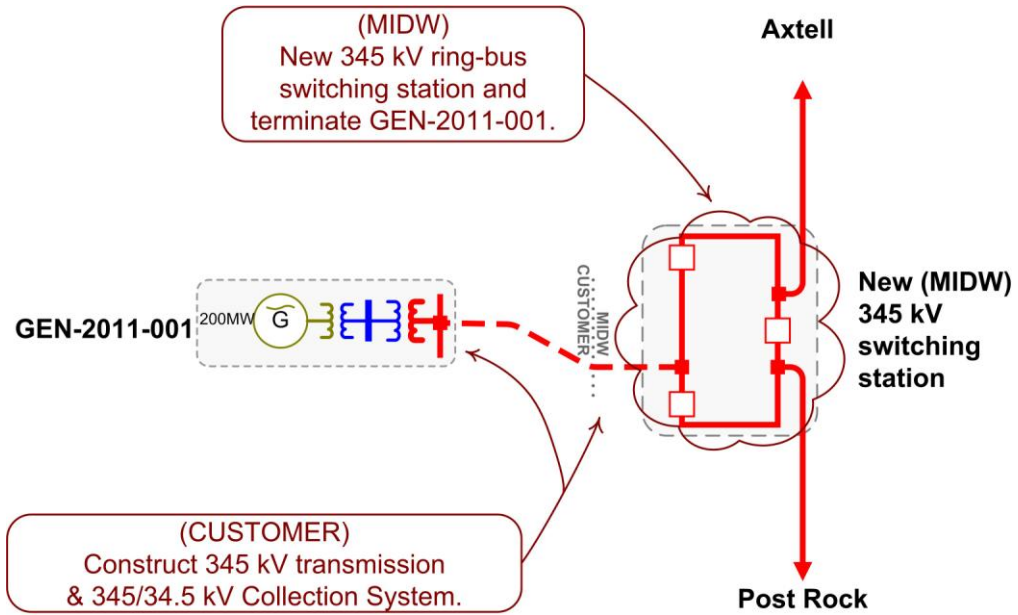 (MIDW)
New 345 kV ring-bus
switching station and
terminate GEN-2011-001.
Axtell
GEN-2011-001
200MW
G
MIDW
CUSTOMER
New (MIDW)
345 kV
switching
station
(CUSTOMER)
Construct 345 kV transmission
& 345/34.5 kV Collection System.
Post Rock